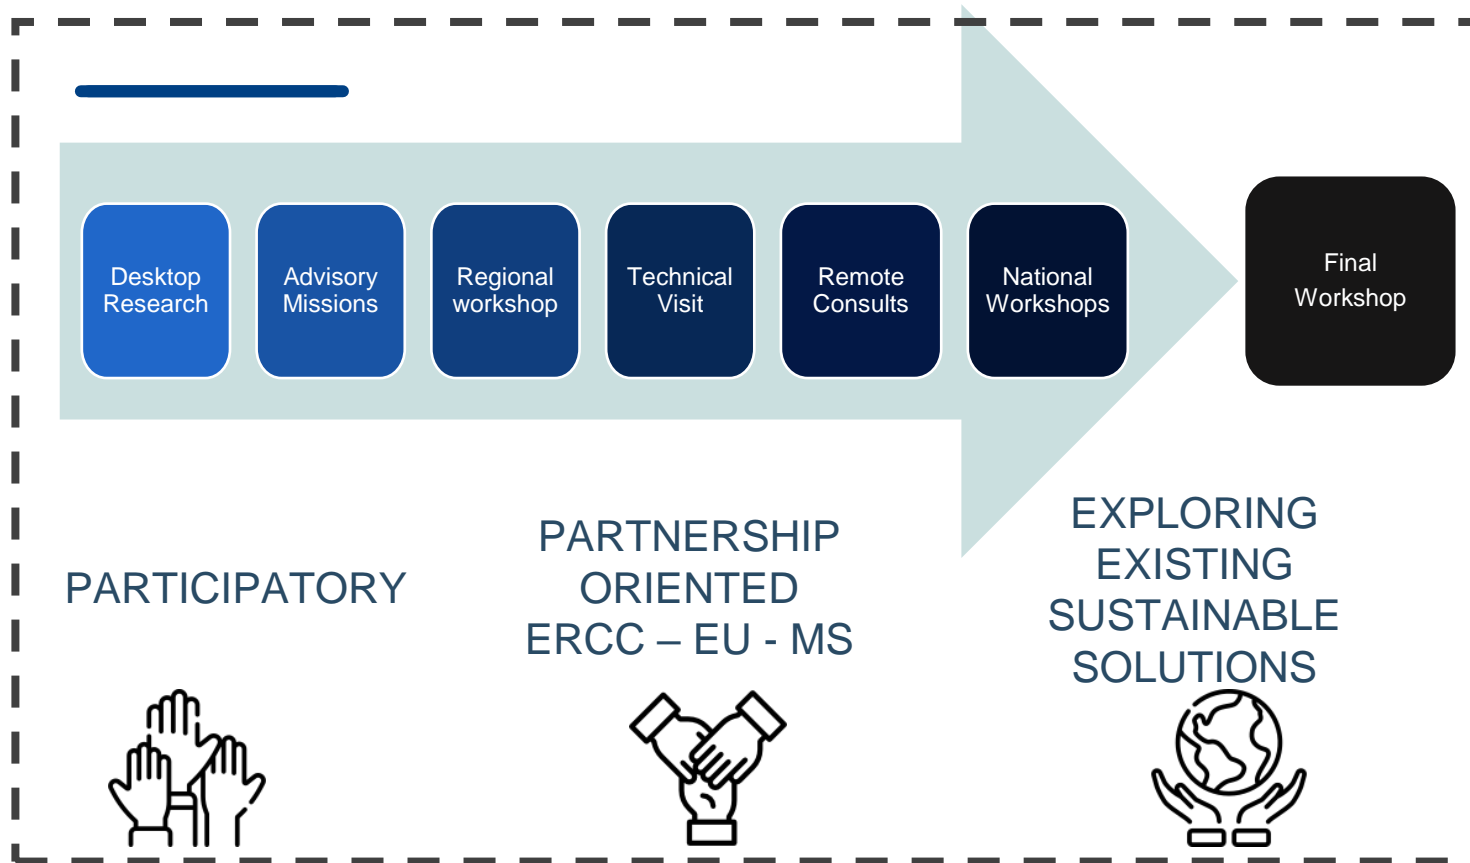 Desktop
Research
Advisory
Missions
Regional
workshop
Technical
Visit
Remote
Consults
National
Workshops
Final
Workshop
PARTICIPATORY
PARTNERSHIP
ORIENTED
ERCC – EU - MS
EXPLORING
EXISTING
SUSTAINABLE
SOLUTIONS